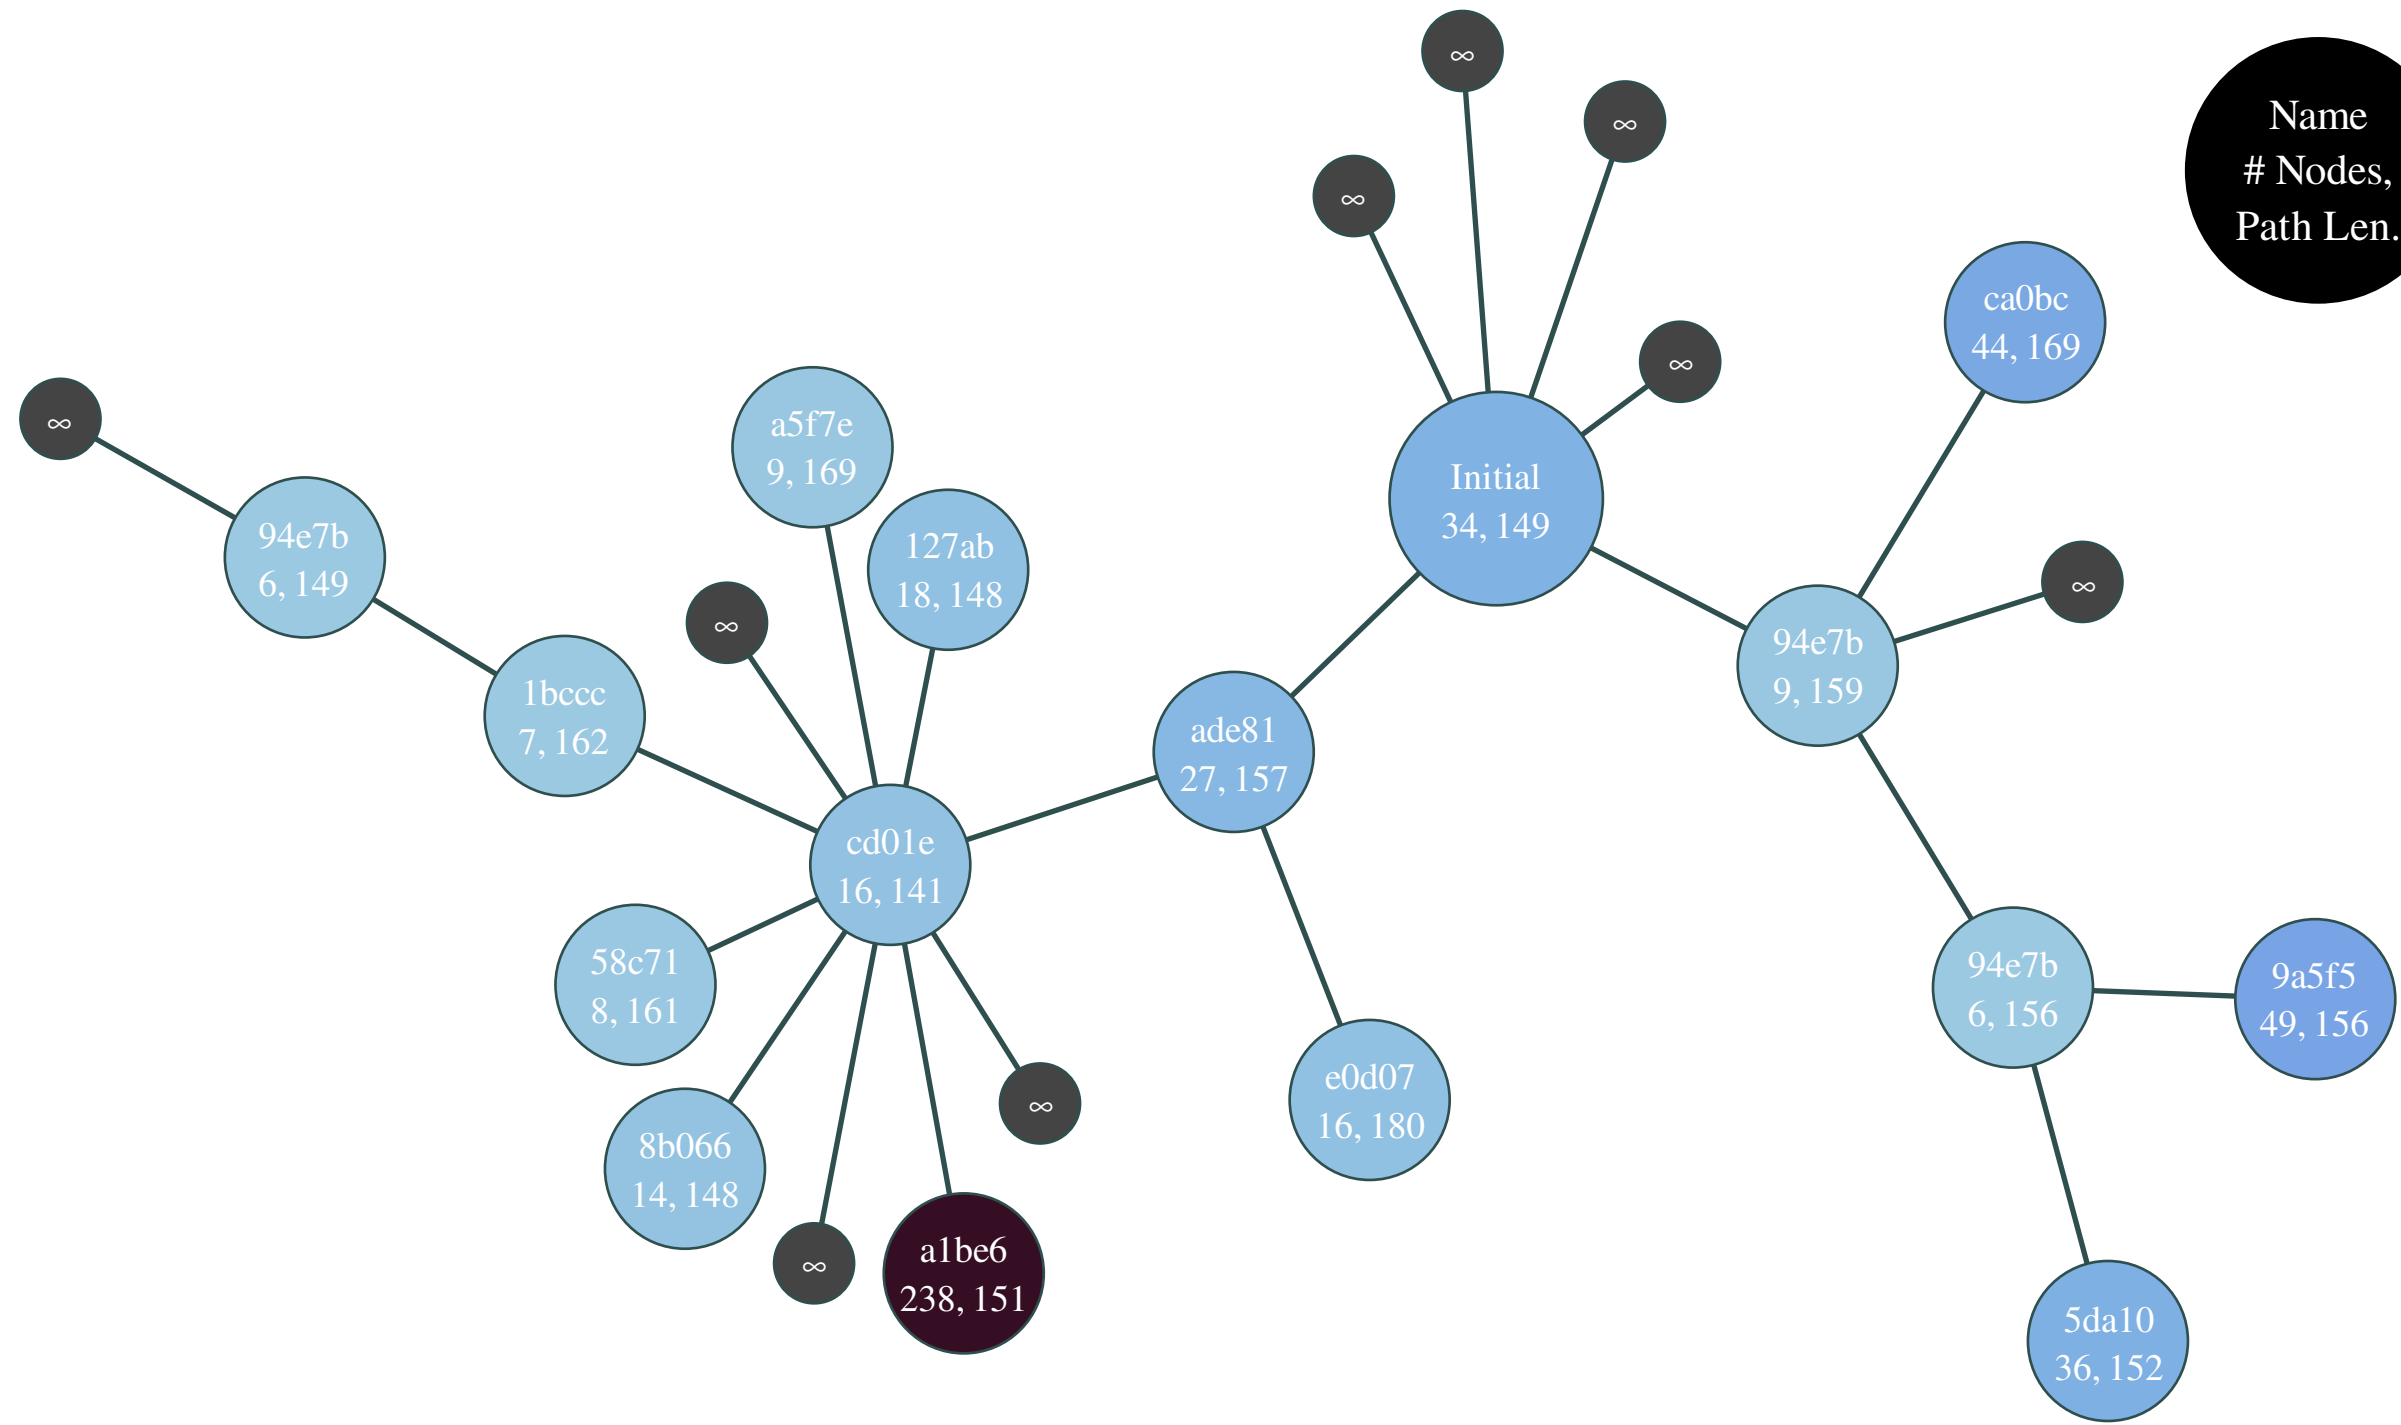 ∞
∞
∞
Name
# Nodes,
Path Len.
∞
ca0bc
44, 169
∞
a5f7e
9, 169
Initial
34, 149
94e7b
6, 149
127ab
18, 148
∞
∞
94e7b
9, 159
1bccc
7, 162
ade81
27, 157
cd01e
16, 141
58c71
8, 161
94e7b
6, 156
9a5f5
49, 156
∞
e0d07
16, 180
8b066
14, 148
∞
a1be6
238, 151
5da10
36, 152